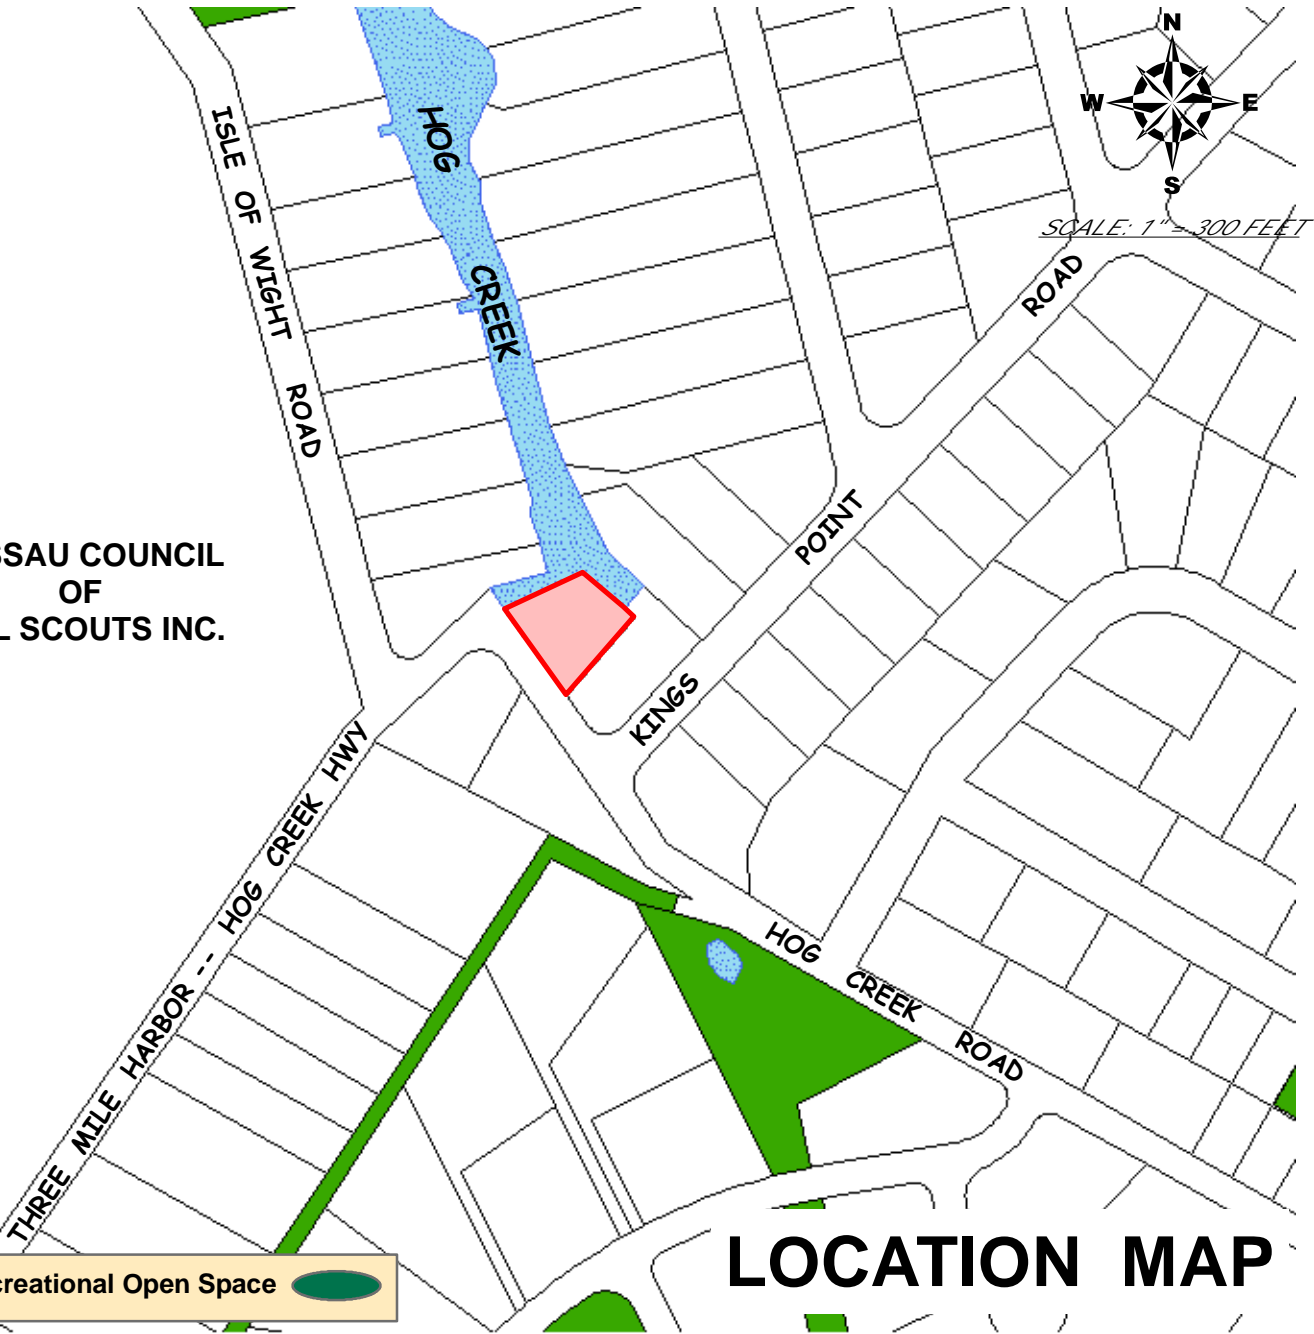 N
W
E
S
SCALE: 1" = 300 FEET
HOG
CREEK
ISLE OF WIGHT ROAD
KINGS POINT ROAD
SSAU COUNCIL
OF
L SCOUTS INC.
THREE MILE HARBOR -- HOG CREEK HWY
HOG CREEK ROAD
creational Open Space
LOCATION MAP